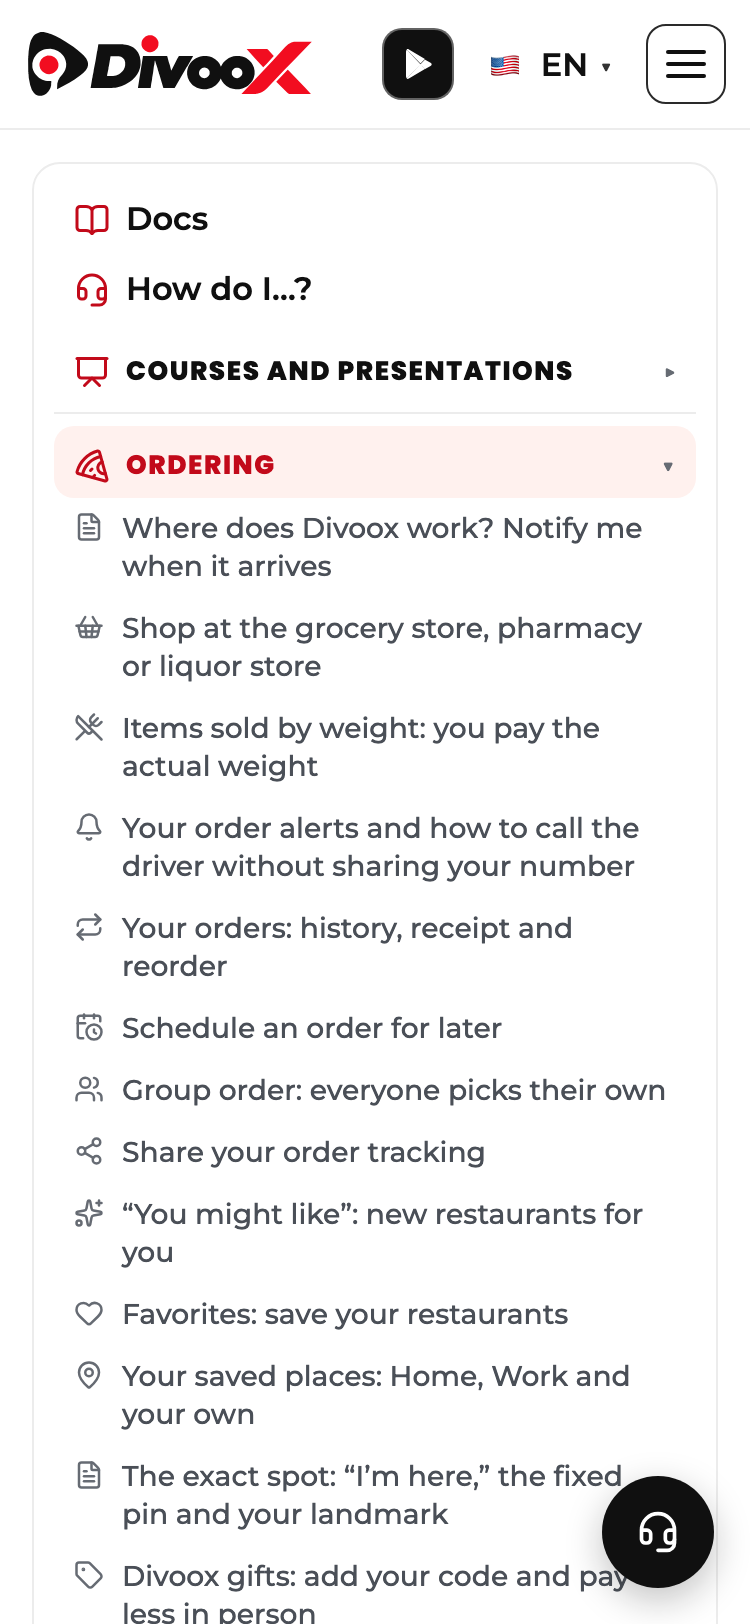 DivooX
EN
Docs
How do I...?
COURSES AND PRESENTATIONS
ORDERING
Where does Divoox work? Notify me
when it arrives
Shop at the grocery store, pharmacy
or liquor store
Items sold by weight: you pay the
actual weight
Your order alerts and how to call the
driver without sharing your number
Your orders: history, receipt and
reorder
Schedule an order for later
Group order: everyone picks their own
Share your order tracking
“You might like”: new restaurants for
you
Favorites: save your restaurants
Your saved places: Home, Work and
your own
The exact spot: “I’m here,” the fixed
pin and your landmark
Divoox gifts: add your code and pay
less in person